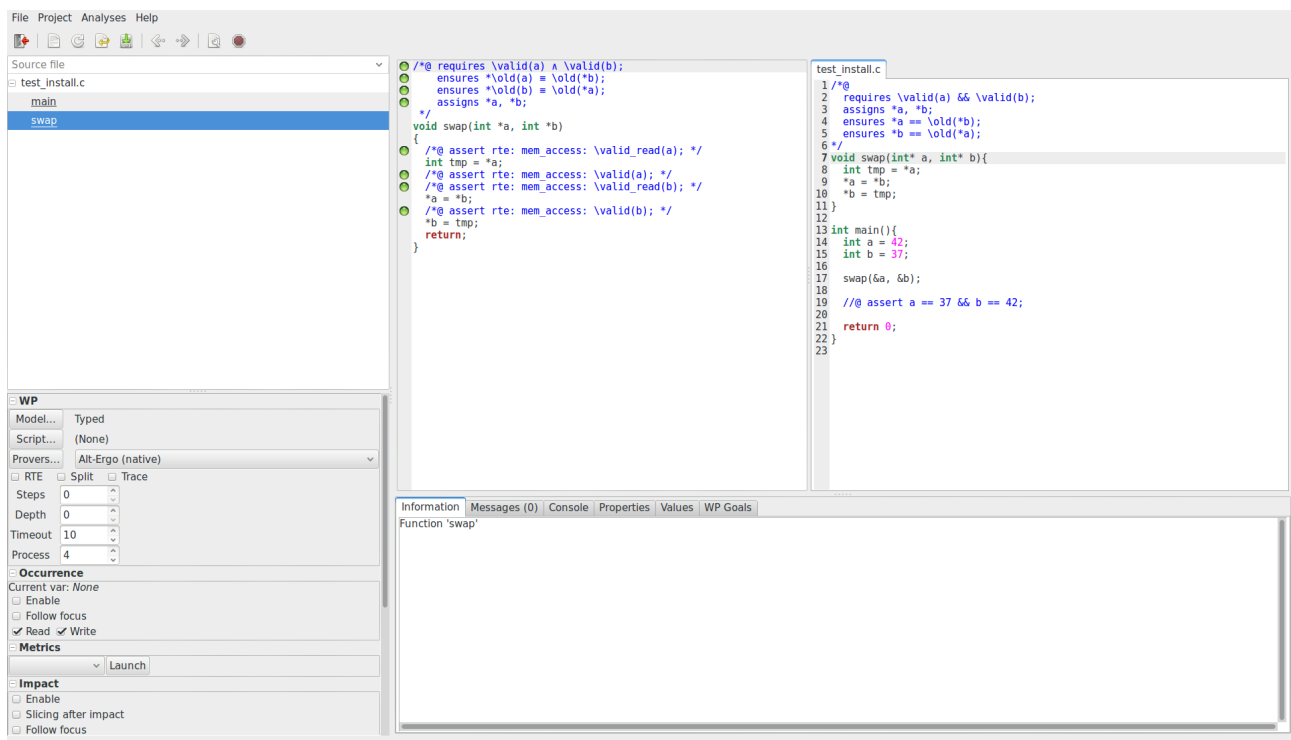 File Project Analyses Help
Source file
test_install.c
main
swap
/*@ requires \valid(a) ∧ \valid(b);
ensures *\old(a) ≡ \old(*b);
ensures *\old(b) ≡ \old(*a);
assigns *a, *b;
*/
void swap(int *a, int *b)
{
/*@ assert rte: mem_access: \valid_read(a); */
int tmp = *a;
/*@ assert rte: mem_access: \valid(a); */
/*@ assert rte: mem_access: \valid_read(b); */
*a = *b;
/*@ assert rte: mem_access: \valid(b); */
*b = tmp;
return;
}
test_install.c
1 /*@
2 requires \valid(a) && \valid(b);
3 assigns *a, *b;
4 ensures *a == \old(*b);
5 ensures *b == \old(*a);
6 */
7 void swap(int* a, int* b){
8 int tmp = *a;
9 *a = *b;
10 *b = tmp;
11 }
12
13 int main(){
14 int a = 42;
15 int b = 37;
16
17 swap(&a, &b);
18
19 //@ assert a == 37 && b == 42;
20
21 return 0;
22 }
23
WP
Model... Typed
Script... (None)
Provers... Alt-Ergo (native)
RTE Split Trace
Steps 0
Depth 0
Timeout 10
Process 4
Occurrence
Current var: None
Enable
Follow focus
Read Write
Metrics
Launch
Impact
Enable
Slicing after impact
Follow focus
Information Messages (0) Console Properties Values WP Goals
Function 'swap'